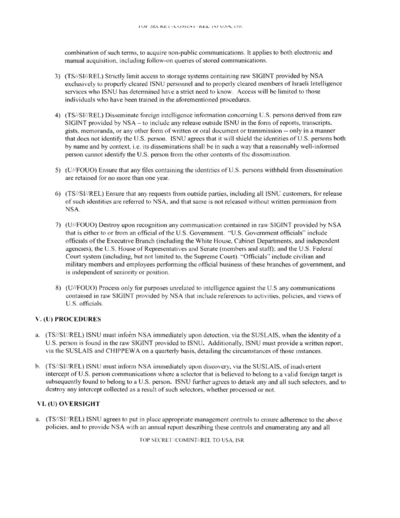 TOP SECRET//COMINT//REL TO USA, ISR
combination of such terms, to acquire non-public communications. It applies to both electronic and
manual acquisition, including follow-on queries of stored communications.
3) (TS//SI//REL) Strictly limit access to storage systems containing raw SIGINT provided by NSA
exclusively to properly cleared ISNU personnel and to properly cleared members of Israeli Intelligence
services who ISNU has determined have a strict need to know. Access will be limited to those
individuals who have been trained in the aforementioned procedures.
4) (TS//SI//REL) Disseminate foreign intelligence information concerning U.S. persons derived from raw
SIGINT provided by NSA – to include any release outside ISNU in the form of reports, transcripts,
gists, memoranda, or any other form of written or oral document or transmission -- only in a manner
that does not identify the U.S. person. ISNU agrees that it will shield the identities of U.S. persons both
by name and by context, i.e. its disseminations shall be in such a way that a reasonably well-informed
person cannot identify the U.S. person from the other contents of the dissemination.
5) (U//FOUO) Ensure that any files containing the identities of U.S. persons withheld from dissemination
are retained for no more than one year.
6) (TS//SI//REL) Ensure that any requests from outside parties, including all ISNU customers, for release
of such identities are referred to NSA, and that same is not released without written permission from
NSA.
7) (U//FOUO) Destroy upon recognition any communication contained in raw SIGINT provided by NSA
that is either to or from an official of the U.S. Government. "U.S. Government officials" include
officials of the Executive Branch (including the White House, Cabinet Departments, and independent
agencies), the U.S. House of Representatives and Senate (members and staff); and the U.S. Federal
Court system (including, but not limited to, the Supreme Court). "Officials" include civilian and
military members and employees performing the official business of these branches of government, and
is independent of seniority or position.
8) (U//FOUO) Process only for purposes unrelated to intelligence against the U.S any communications
contained in raw SIGINT provided by NSA that include references to activities, policies, and views of
U.S. officials.
V. (U) PROCEDURES
a. (TS//SI//REL) ISNU must inform NSA immediately upon detection, via the SUSLAIS, when the identity of a
U.S. person is found in the raw SIGINT provided to ISNU. Additionally, ISNU must provide a written report,
via the SUSLAIS and CHIPPEWA on a quarterly basis, detailing the circumstances of those instances.
b. (TS//SI//REL) ISNU must inform NSA immediately upon discovery, via the SUSLAIS, of inadvertent
intercept of U.S. person communications where a selector that is believed to belong to a valid foreign target is
subsequently found to belong to a U.S. person. ISNU further agrees to detask any and all such selectors, and to
destroy any intercept collected as a result of such selectors, whether processed or not.
VI. (U) OVERSIGHT
a. (TS//SI//REL) ISNU agrees to put in place appropriate management controls to ensure adherence to the above
policies, and to provide NSA with an annual report describing these controls and enumerating any and all
TOP SECRET//COMINT//REL TO USA, ISR